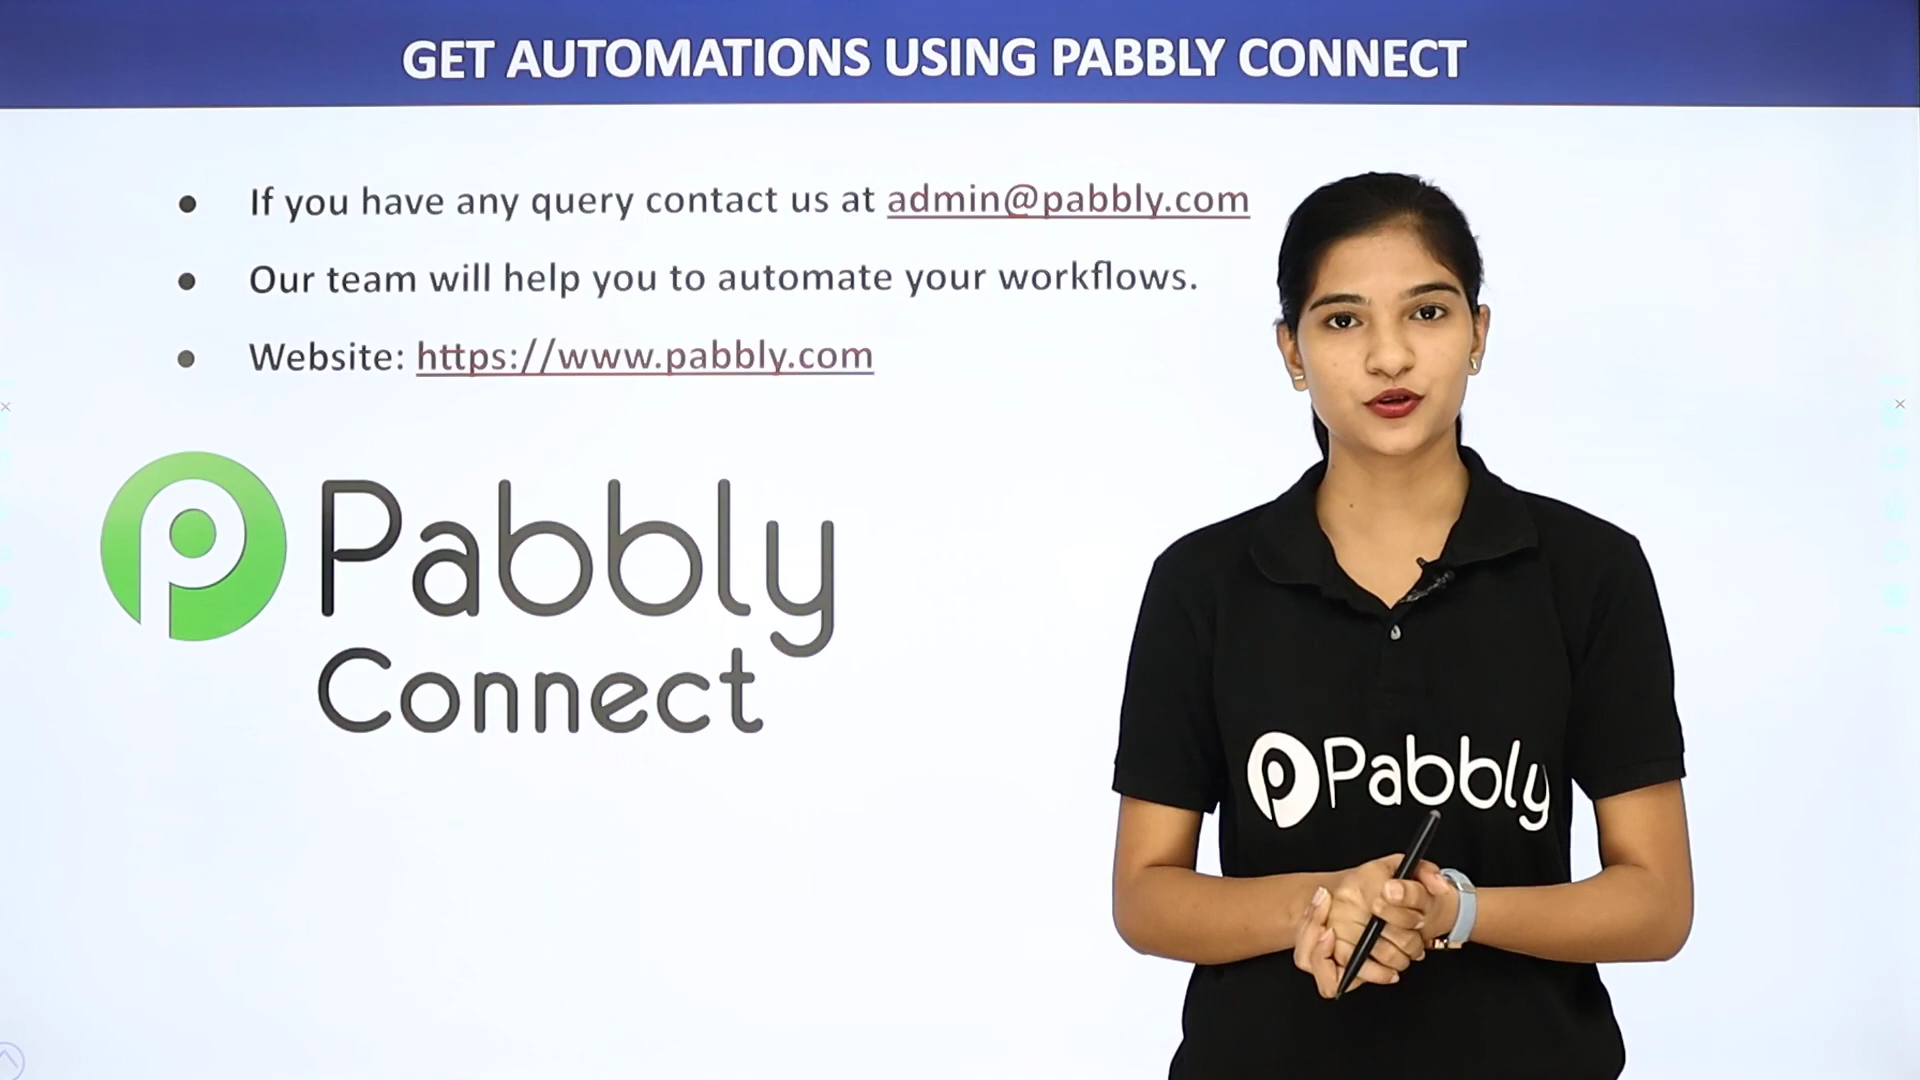 GET AUTOMATIONS USING PABBLY CONNECT
● If you have any query contact us at admin@pabbly.com
● Our team will help you to automate your workflows.
● Website: https://www.pabbly.com
Pabbly
Connect
Pabbly